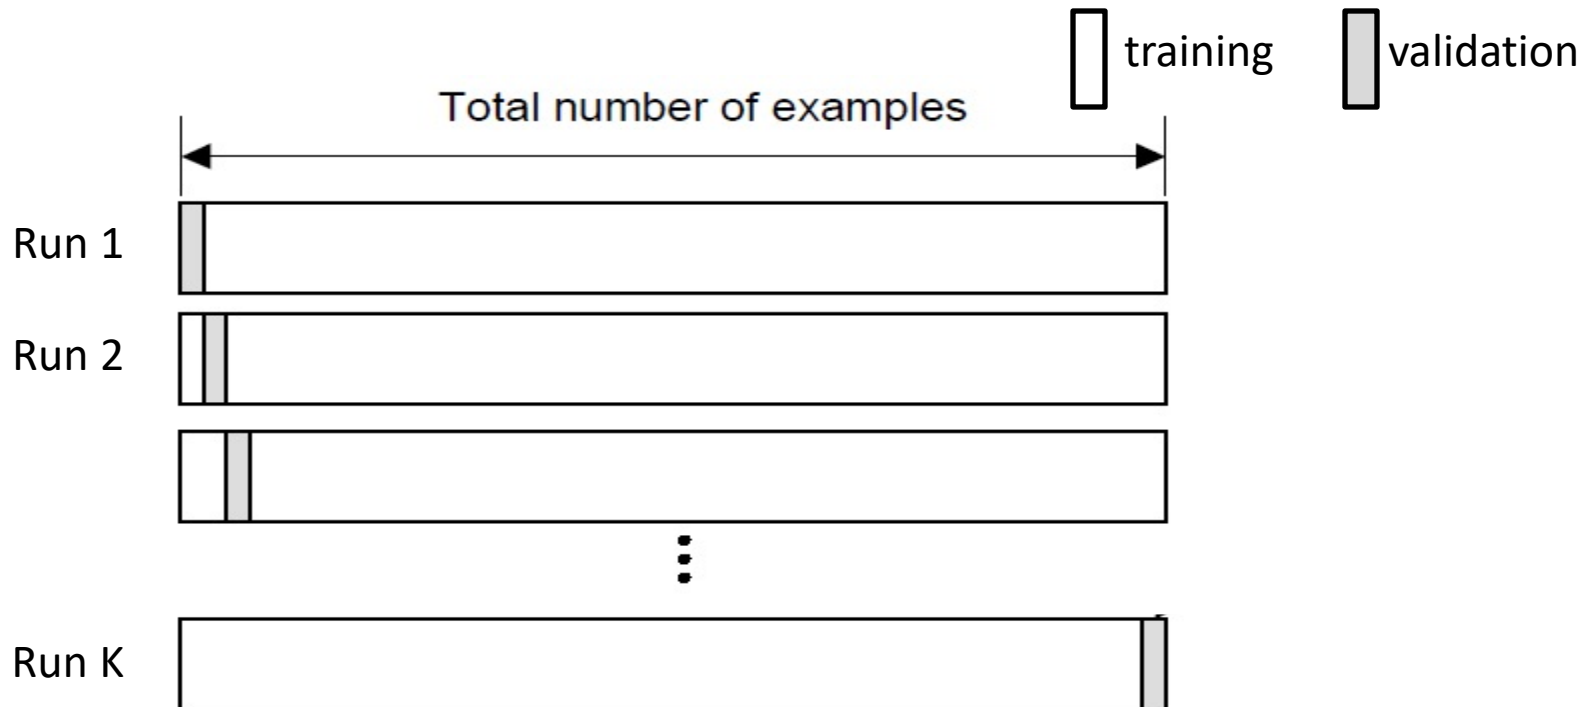 training
validation
Total number of examples
Run 1
Run 2
Run K